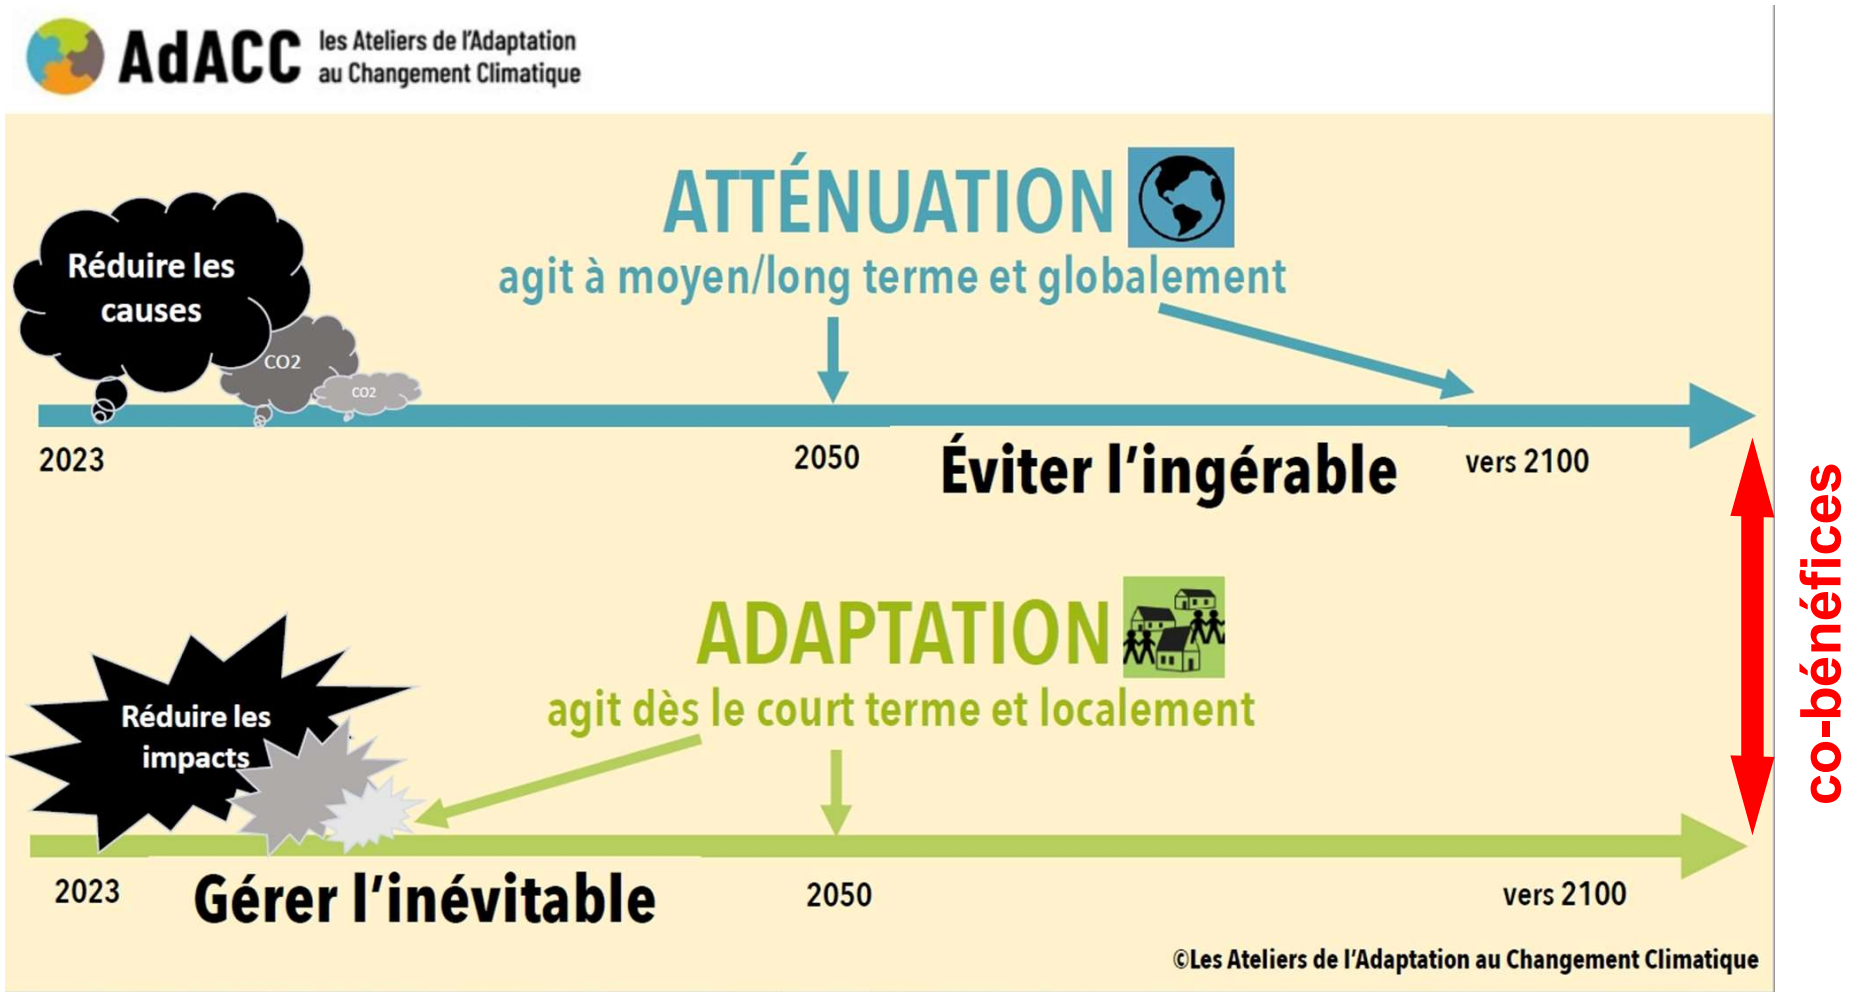 AdACC
les Ateliers de l'Adaptation
au Changement Climatique
ATTÉNUATION
agit à moyen/long terme et globalement
Réduire les
causes
CO2
CO2
2023
2050
Éviter l'ingérable
vers 2100
co-bénéfices
ADAPTATION
agit dès le court terme et localement
Réduire les
impacts
2023
Gérer l'inévitable
2050
vers 2100
©Les Ateliers de l'Adaptation au Changement Climatique